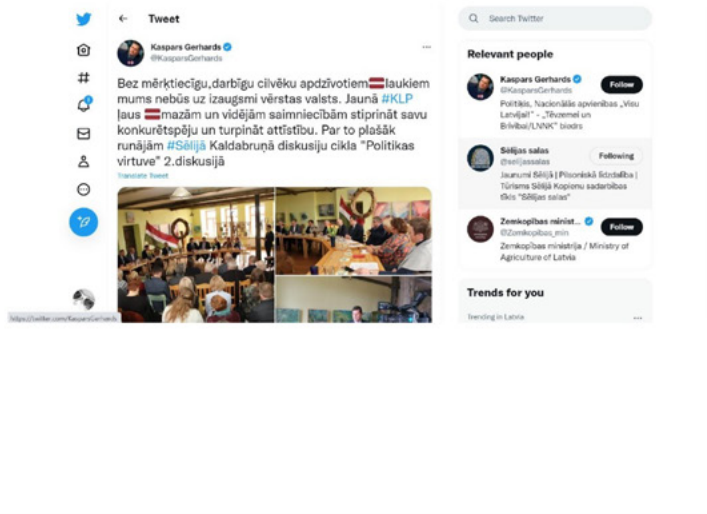 Tweet
Kaspars Gerhards
@KasparsGerhards
Bez mērķtiecīgu,darbīgu cilvēku apdzīvotiem🇱🇻laukiem
mums nebūs uz izaugsmi vērstas valsts. Jaunā #KLP
ļaus 🇱🇻mazām un vidējām saimniecībām stiprināt savu
konkurētspēju un turpināt attīstību. Par to plašāk
runājām #Sēlijā Kaldabruņā diskusiju cikla "Politikas
virtuve" 2.diskusijā
Translate Tweet
https://twitter.com/KasparsGerhards
Search Twitter
Relevant people
Kaspars Gerhards
@KasparsGerhards
Follow
Politiķis, Nacionālās apvienības „Visu
Latvijai!" - „Tēvzemei un
Brīvībai/LNNK" biedrs
Sēlijas salas
@selijassalas
Following
Jaunumi Sēlijā | Pilsoniskā līdzdalība |
Tūrisms Sēlijā Kopienu sadarbības
tīkls "Sēlijas salas"
Zemkopības minist...
@Zemkopibas_min
Follow
Zemkopības ministrija / Ministry of
Agriculture of Latvia
Trends for you
Trending in Latvia